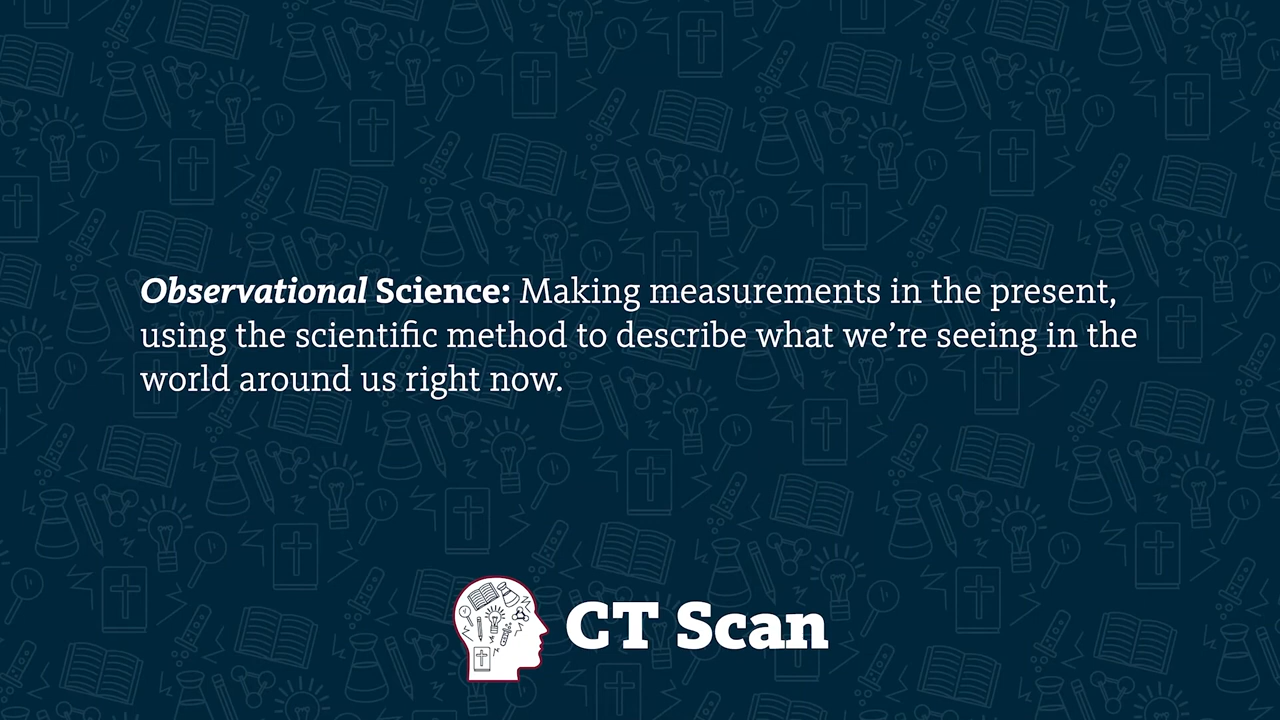 Observational Science: Making measurements in the present,
using the scientific method to describe what we’re seeing in the
world around us right now.
CT Scan